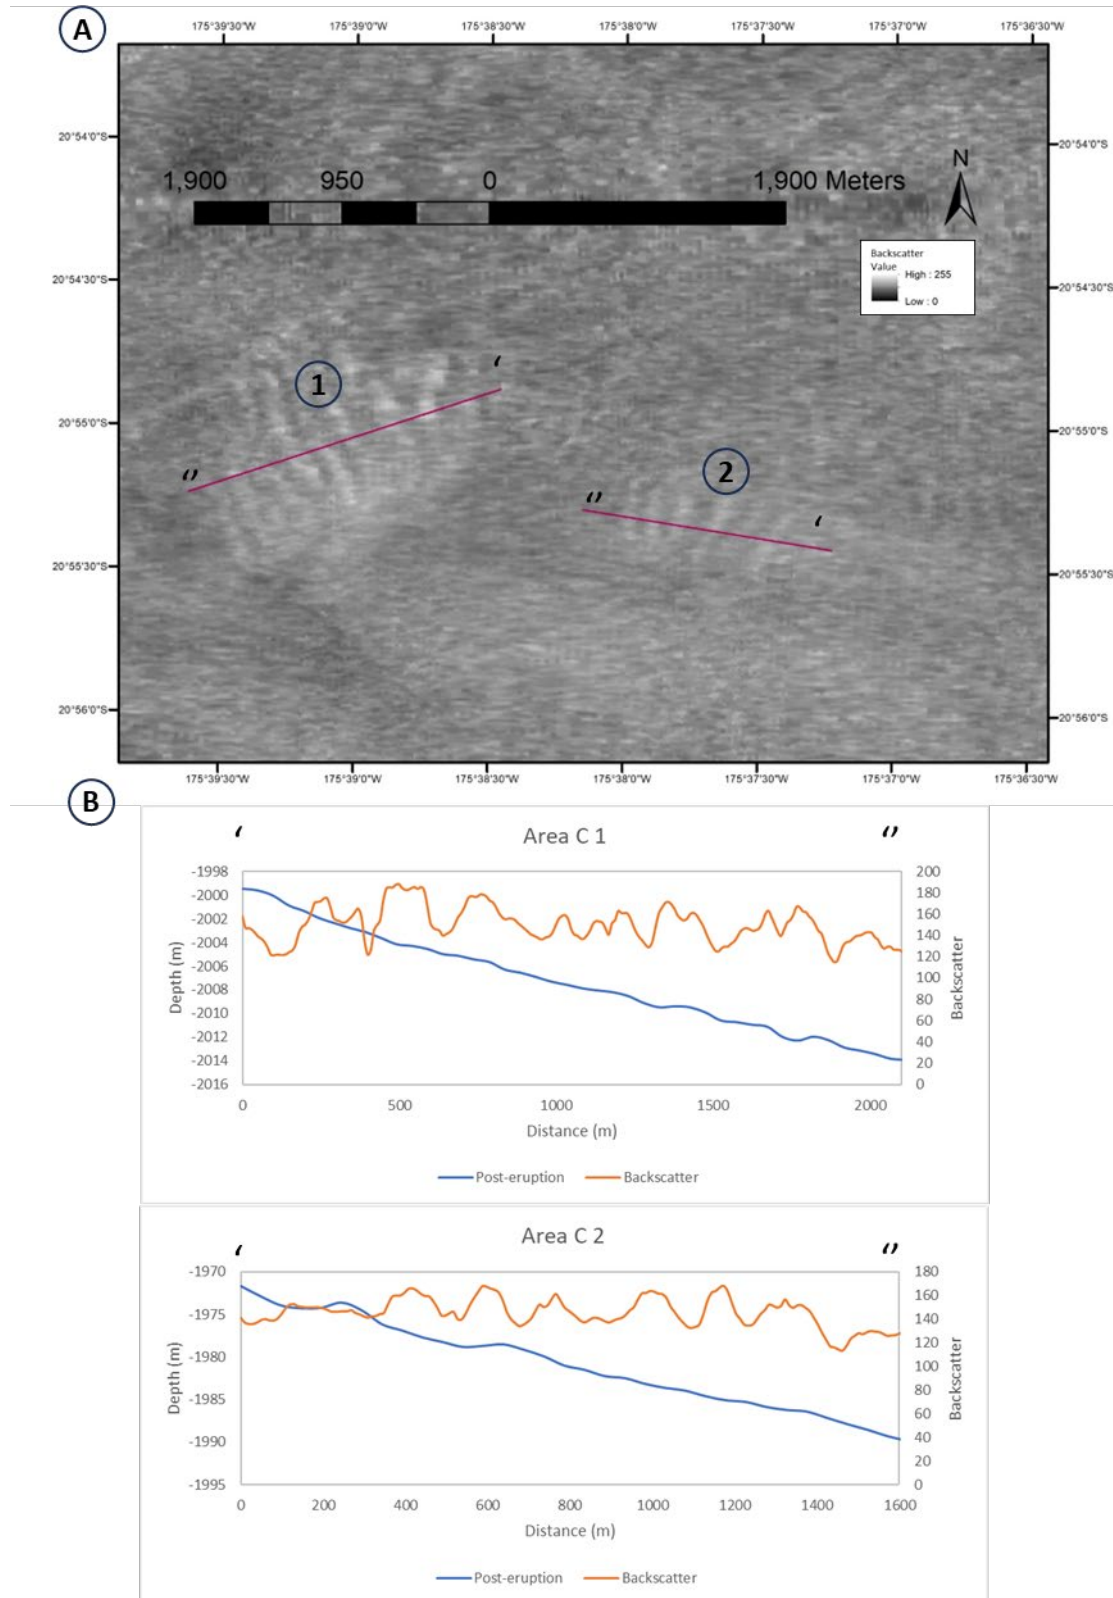 A
175°39'30"W 175°39'0"W 175°38'30"W 175°38'0"W 175°37'30"W 175°37'0"W 175°36'30"W
20°54'0"S 20°54'0"S
1,900 950 0 1,900 Meters
N
Backscatter
Value
High : 255
Low : 0
20°54'30"S 20°54'30"S
1
‘
20°55'0"S 20°55'0"S
2
‘’
‘’
‘
20°55'30"S 20°55'30"S
20°56'0"S 20°56'0"S
175°39'30"W 175°39'0"W 175°38'30"W 175°38'0"W 175°37'30"W 175°37'0"W 175°36'30"W
B
‘ Area C 1 ‘’
-1998 200
-2000 180
-2002 160
-2004 140
-2006 120
-2008 100
-2010 80
-2012 60
-2014 40
-2016 20
0
Depth (m)
Backscatter
0 500 1000 1500 2000
Distance (m)
Post-eruption Backscatter
‘ Area C 2 ‘’
-1970 180
-1975 160
-1980 140
-1985 120
-1990 100
-1995 80
60
40
20
0
Depth (m)
Backscatter
0 200 400 600 800 1000 1200 1400 1600
Distance (m)
Post-eruption Backscatter